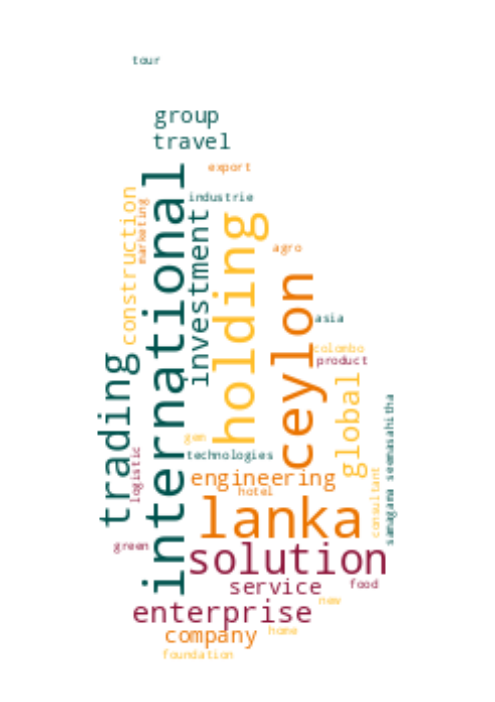 tour
group
travel
export
construction
marketing
international
industrie
investment
holding
agro
ceylon
asia
colombo
product
trading
global
samagama seemasahitha
gem
technologies
logistic
engineering
hotel
consultant
lanka
green
solution
service
food
new
enterprise
company
home
foundation